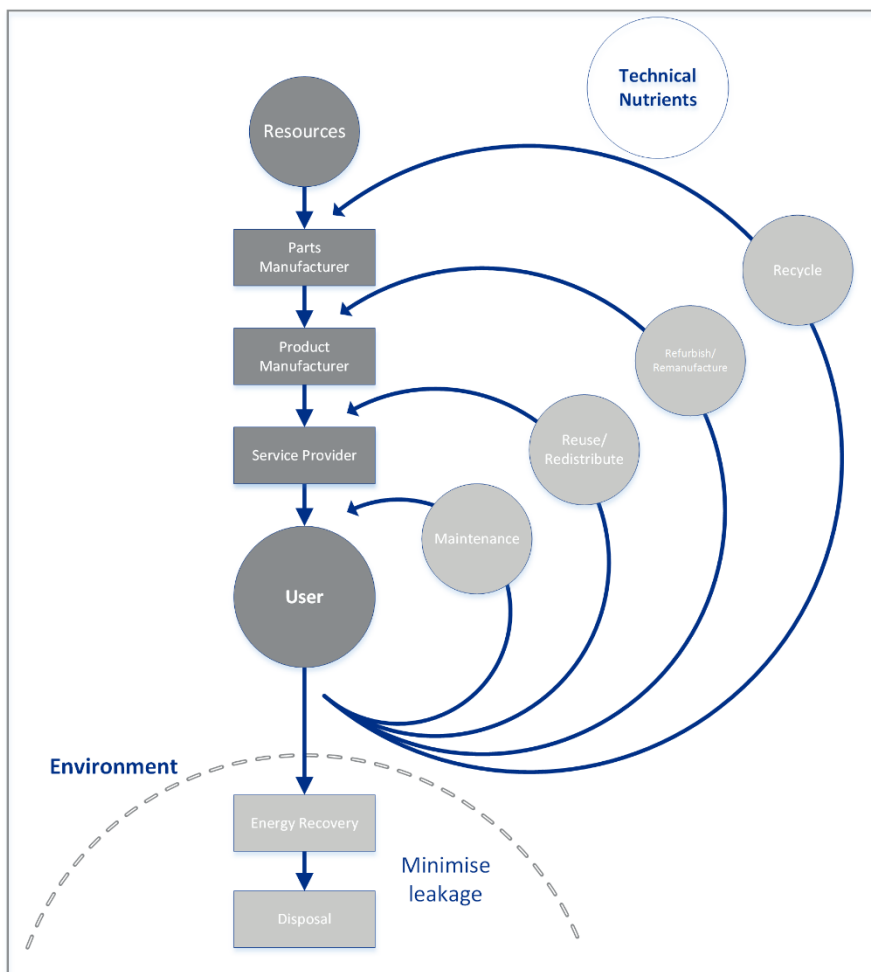 Technical
Nutrients
Resources
Parts
Manufacturer
Recycle
Product
Manufacturer
Refurbish/
Remanufacture
Reuse/
Redistribute
Service Provider
Maintenance
User
Environment
Energy Recovery
Minimise
leakage
Disposal